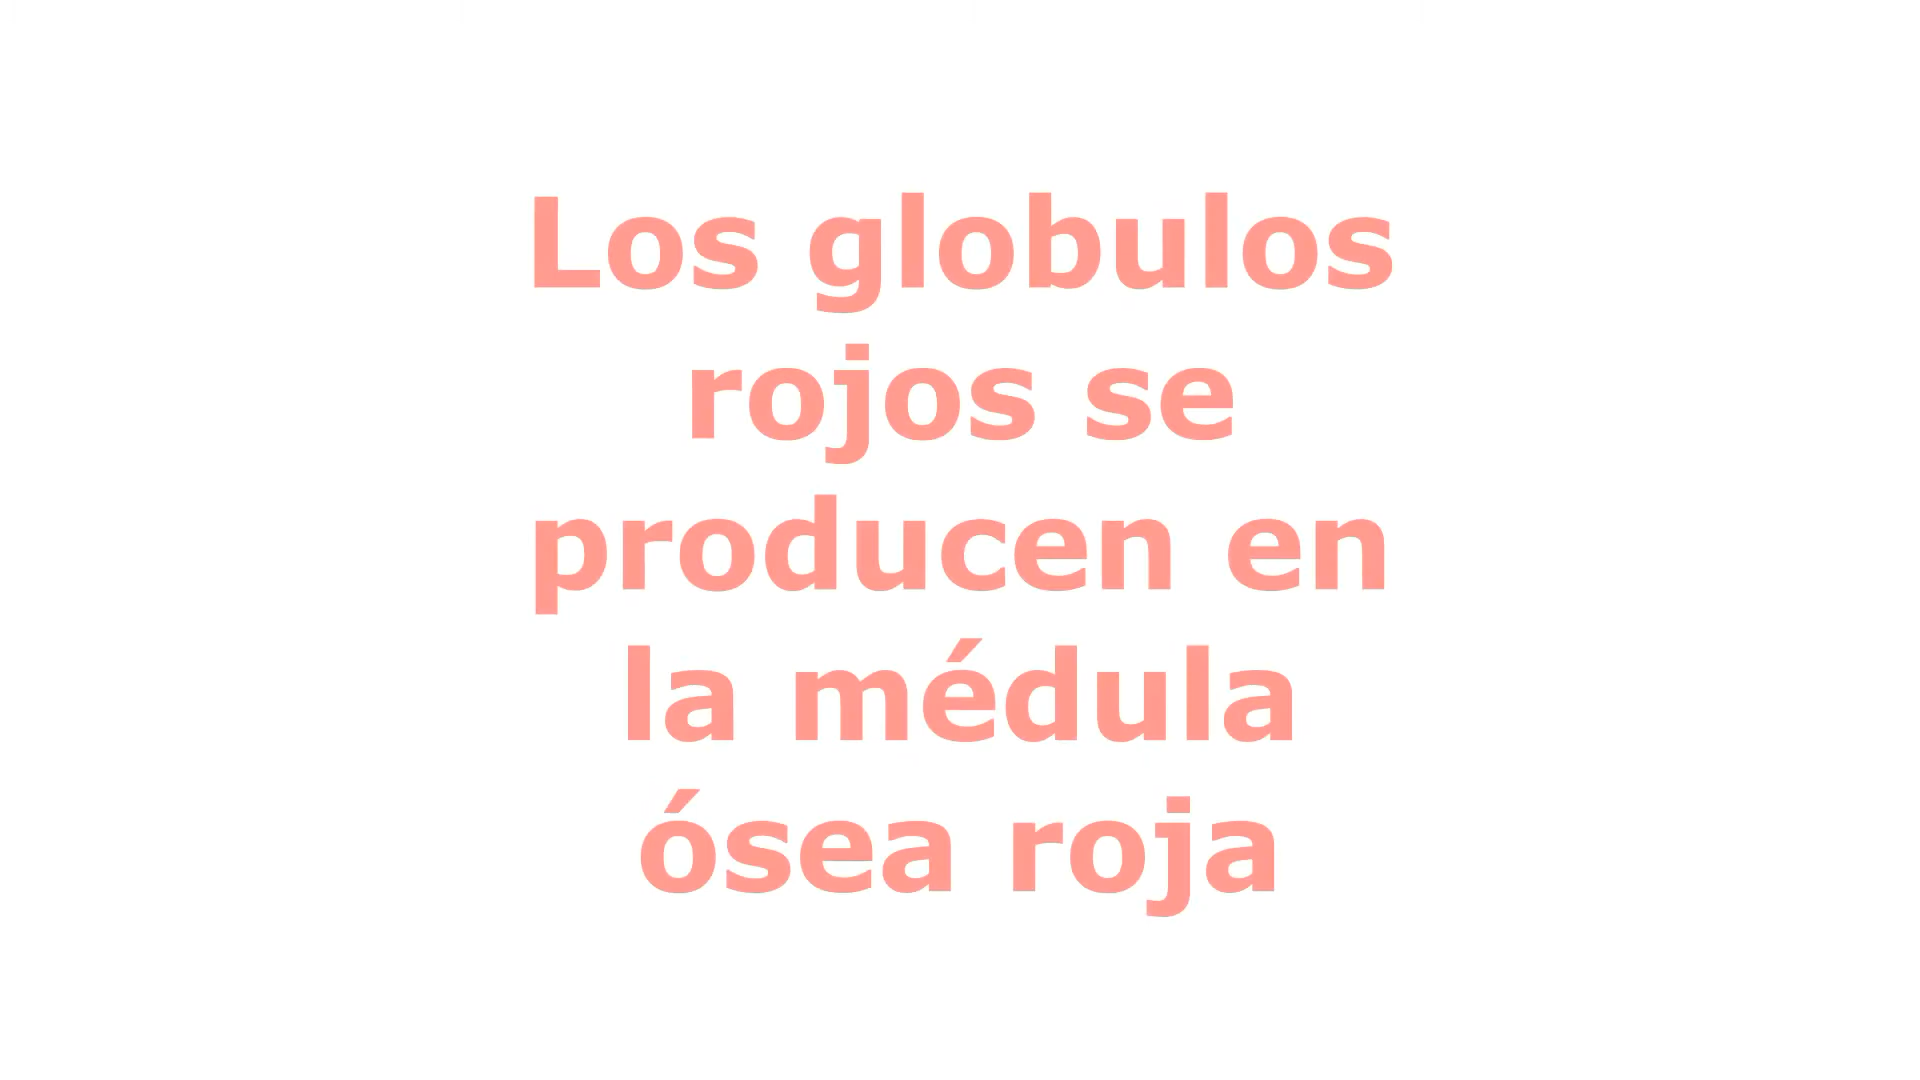 Los globulos
rojos se
producen en
la médula
ósea roja